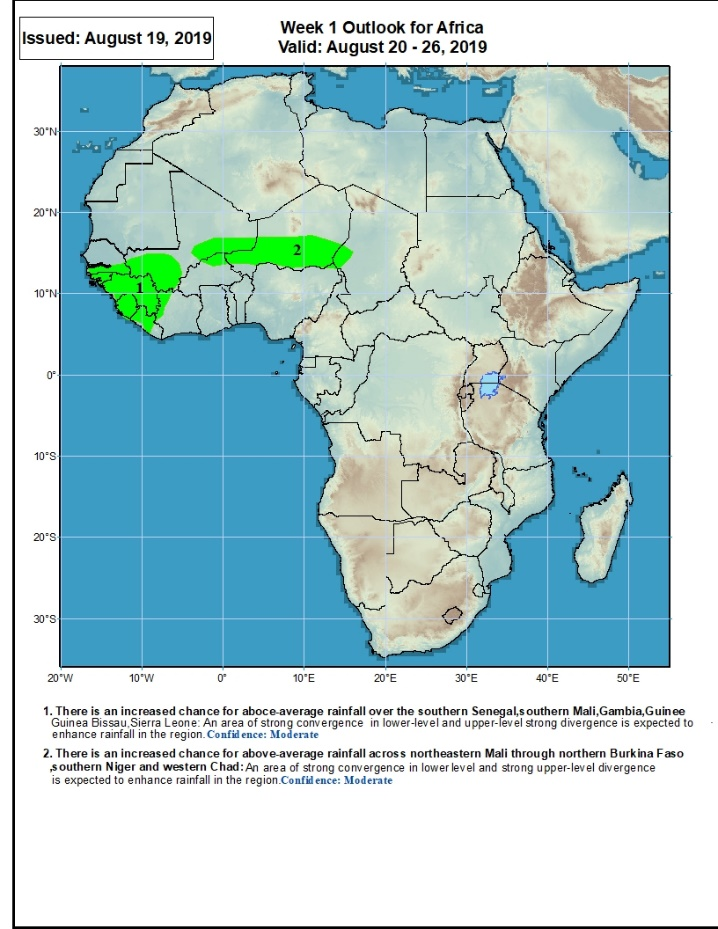 Issued: August 19, 2019
Week 1 Outlook for Africa
Valid: August 20 - 26, 2019
30°N
20°N
10°N
0°
10°S
20°S
30°S
2
1
20°W
10°W
0°
10°E
20°E
30°E
40°E
50°E
1. There is an increased chance for aboce-average rainfall over the southern Senegal,southern Mali,Gambia,Guinee
Guinea Bissau,Sierra Leone: An area of strong convergence in lower-level and upper-level strong divergence is expected to
enhance rainfall in the region. Confidence: Moderate
2. There is an increased chance for above-average rainfall across northeastern Mali through northern Burkina Faso
,southern Niger and western Chad: An area of strong convergence in lower level and strong upper-level divergence
is expected to enhance rainfall in the region.Confidence: Moderate